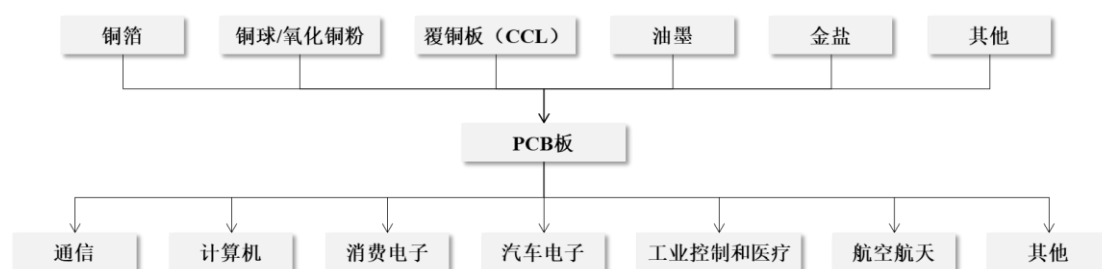 铜箔
铜球/氧化铜粉
覆铜板（CCL）
油墨
金盐
其他
PCB板
通信
计算机
消费电子
汽车电子
工业控制和医疗
航空航天
其他